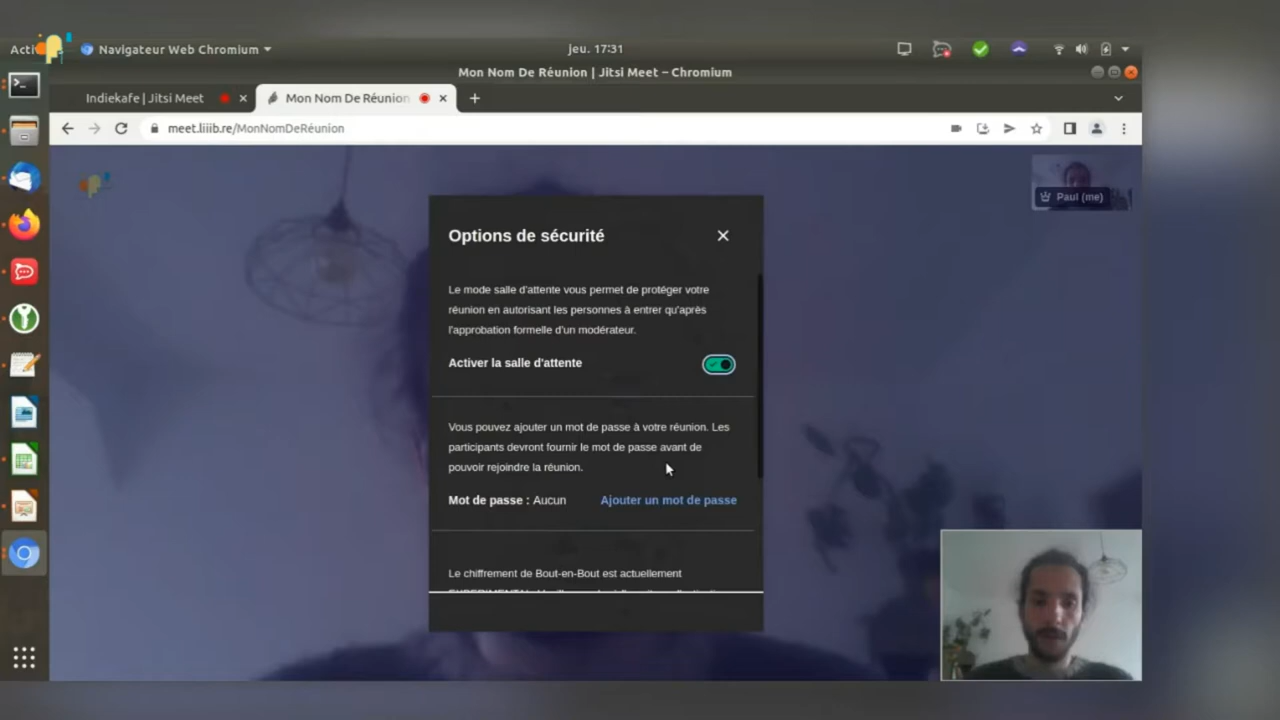 Acti
Navigateur Web Chromium
jeu. 17:31
Mon Nom De Réunion | Jitsi Meet – Chromium
Indiekafe | Jitsi Meet
Mon Nom De Réunion
meet.liiib.re/MonNomDeRéunion
Paul (me)
Options de sécurité
Le mode salle d'attente vous permet de protéger votre
réunion en autorisant les personnes à entrer qu'après
l'approbation formelle d'un modérateur.
Activer la salle d'attente
Vous pouvez ajouter un mot de passe à votre réunion. Les
participants devront fournir le mot de passe avant de
pouvoir rejoindre la réunion.
Mot de passe : Aucun
Ajouter un mot de passe
Le chiffrement de Bout-en-Bout est actuellement